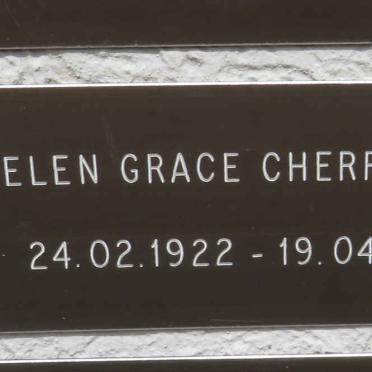 ELEN GRACE CHERR
24.02.1922 - 19.04